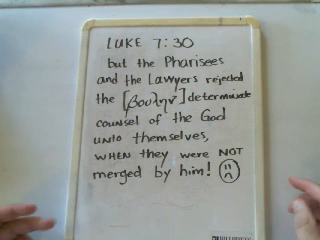 LUKE 7:30
but the Pharisees
and the Lawyers rejected
the [βουλὴν] determinate
counsel of the God
unto themselves,
WHEN they were NOT
merged by him!